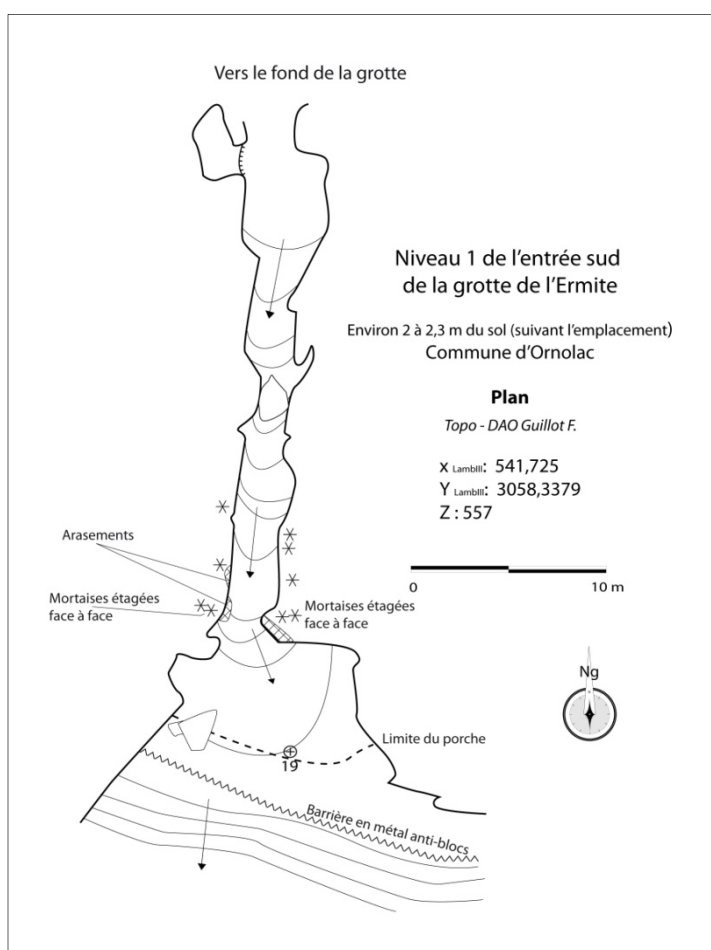 Vers le fond de la grotte
Niveau 1 de l'entrée sud
de la grotte de l'Ermite
Environ 2 à 2,3 m du sol (suivant l'emplacement)
Commune d'Ornolac
Plan
Topo - DAO Guillot F.
x LambIII: 541,725
Y LambIII: 3058,3379
Z : 557
0 10 m
Arasements
Mortaises étagées
face à face
Mortaises étagées
face à face
Ng
Limite du porche
19
Barrière en métal anti-blocs